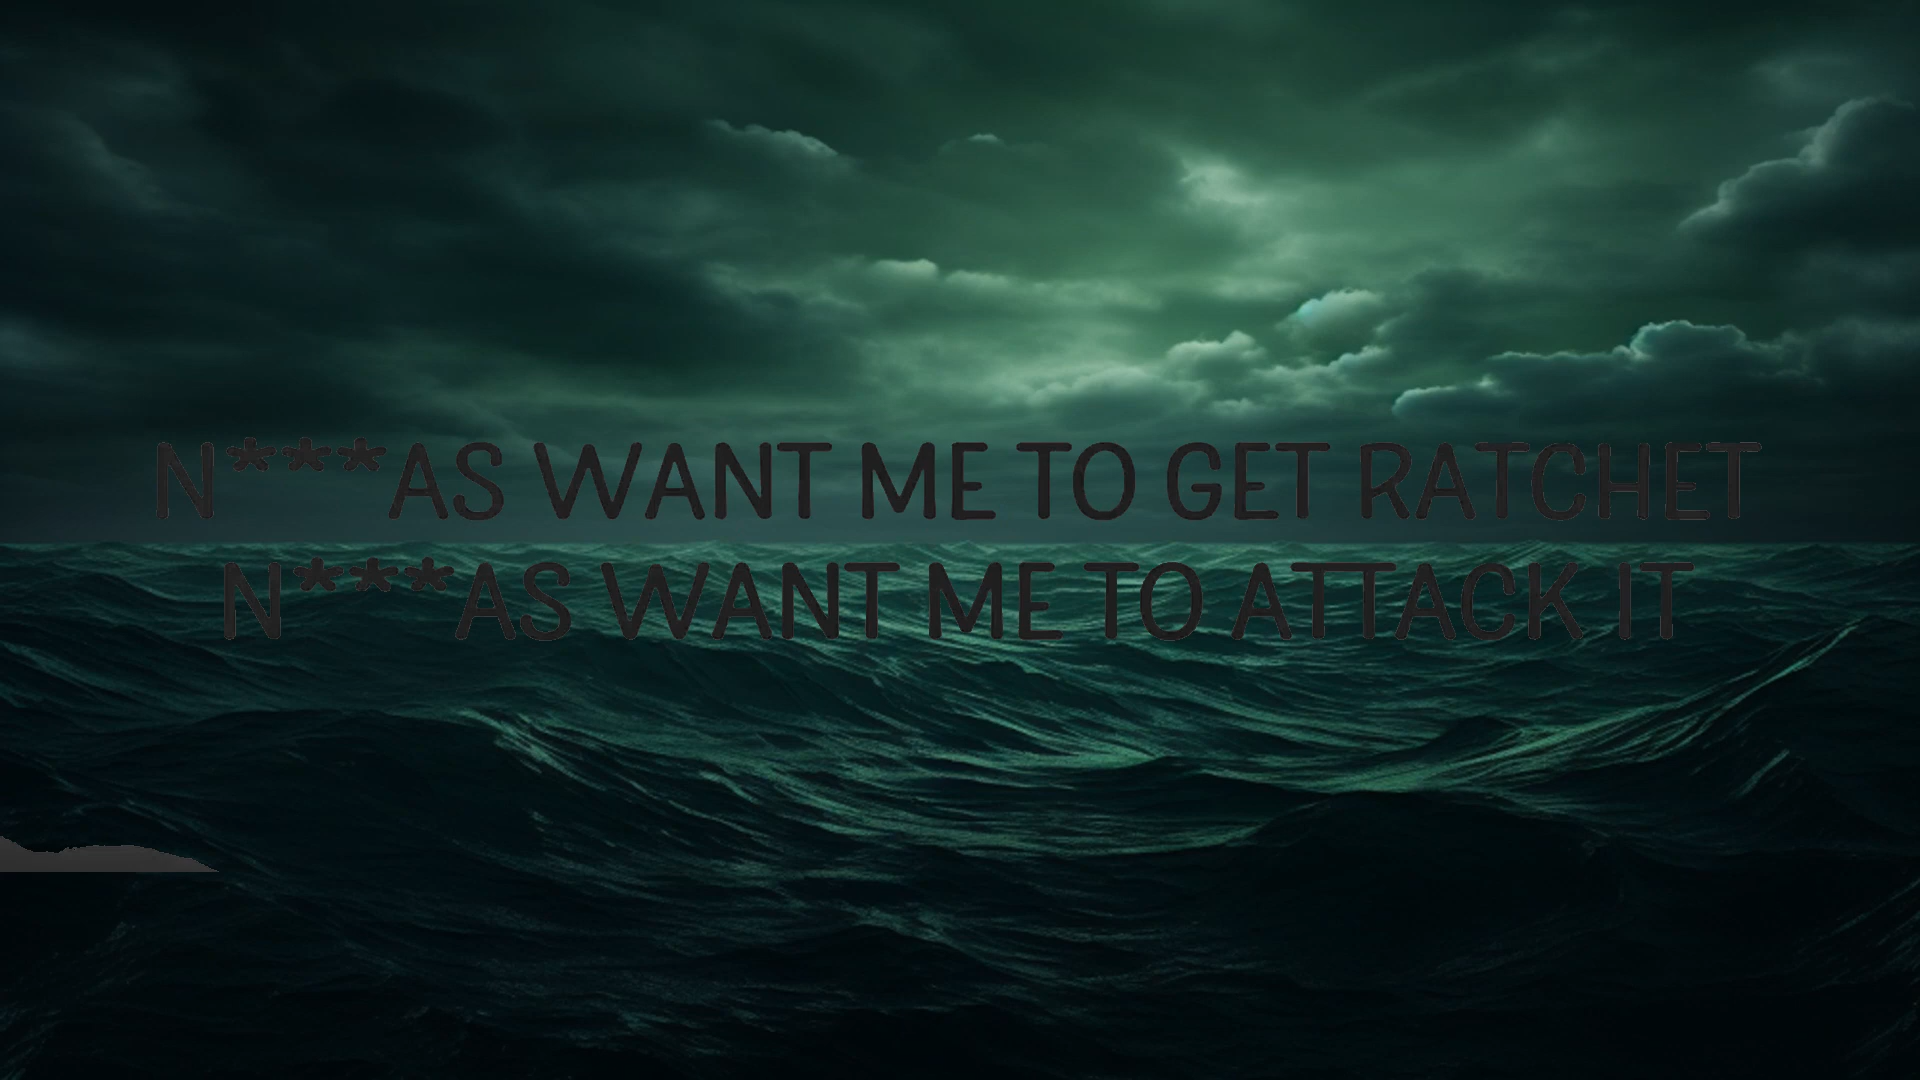 N***AS WANT ME TO GET RATCHET
N***AS WANT ME TO ATTACK IT